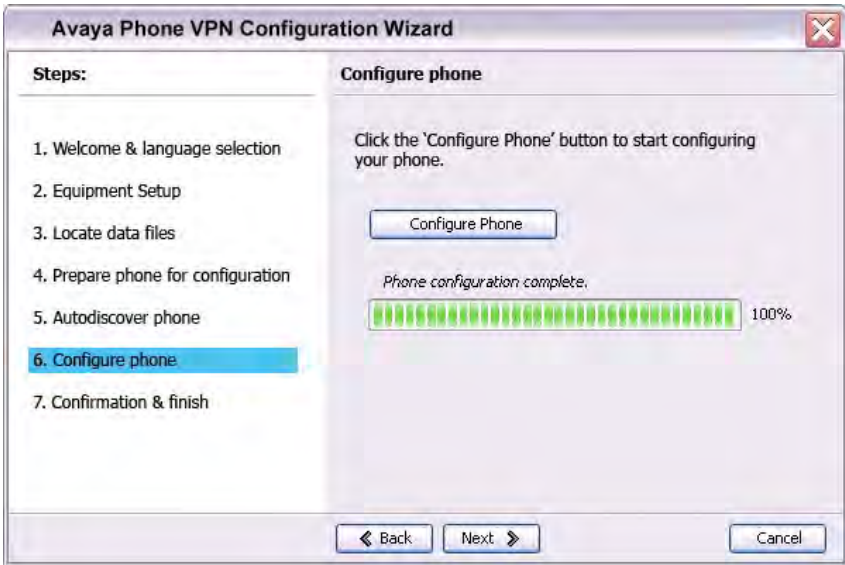 Avaya Phone VPN Configuration Wizard
Steps:
1. Welcome & language selection
2. Equipment Setup
3. Locate data files
4. Prepare phone for configuration
5. Autodiscover phone
6. Configure phone
7. Confirmation & finish
Configure phone
Click the ‘Configure Phone’ button to start configuring
your phone.
Configure Phone
Phone configuration complete.
100%
Back
Next
Cancel